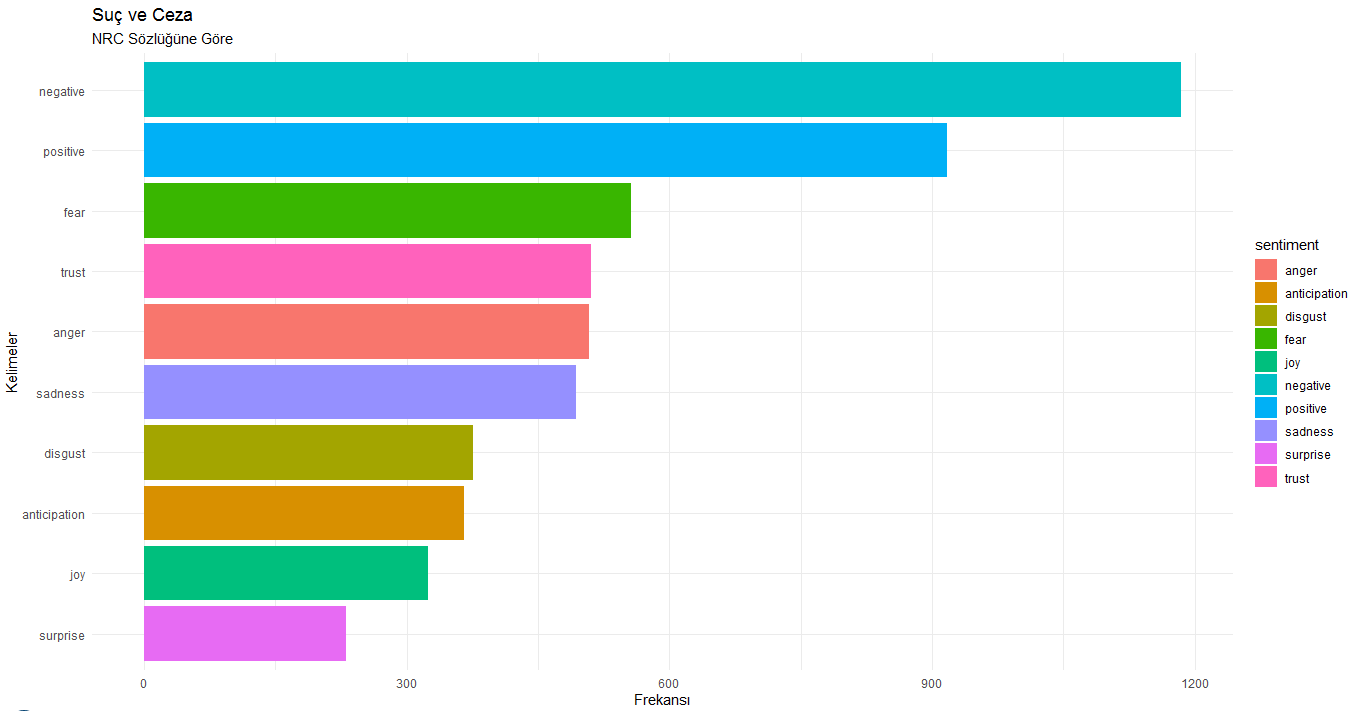 Suç ve Ceza
NRC Sözlüğüne Göre
Kelimeler
negative
positive
fear
trust
anger
sadness
disgust
anticipation
joy
surprise
0 300 600 900 1200
Frekansı
sentiment
anger
anticipation
disgust
fear
joy
negative
positive
sadness
surprise
trust